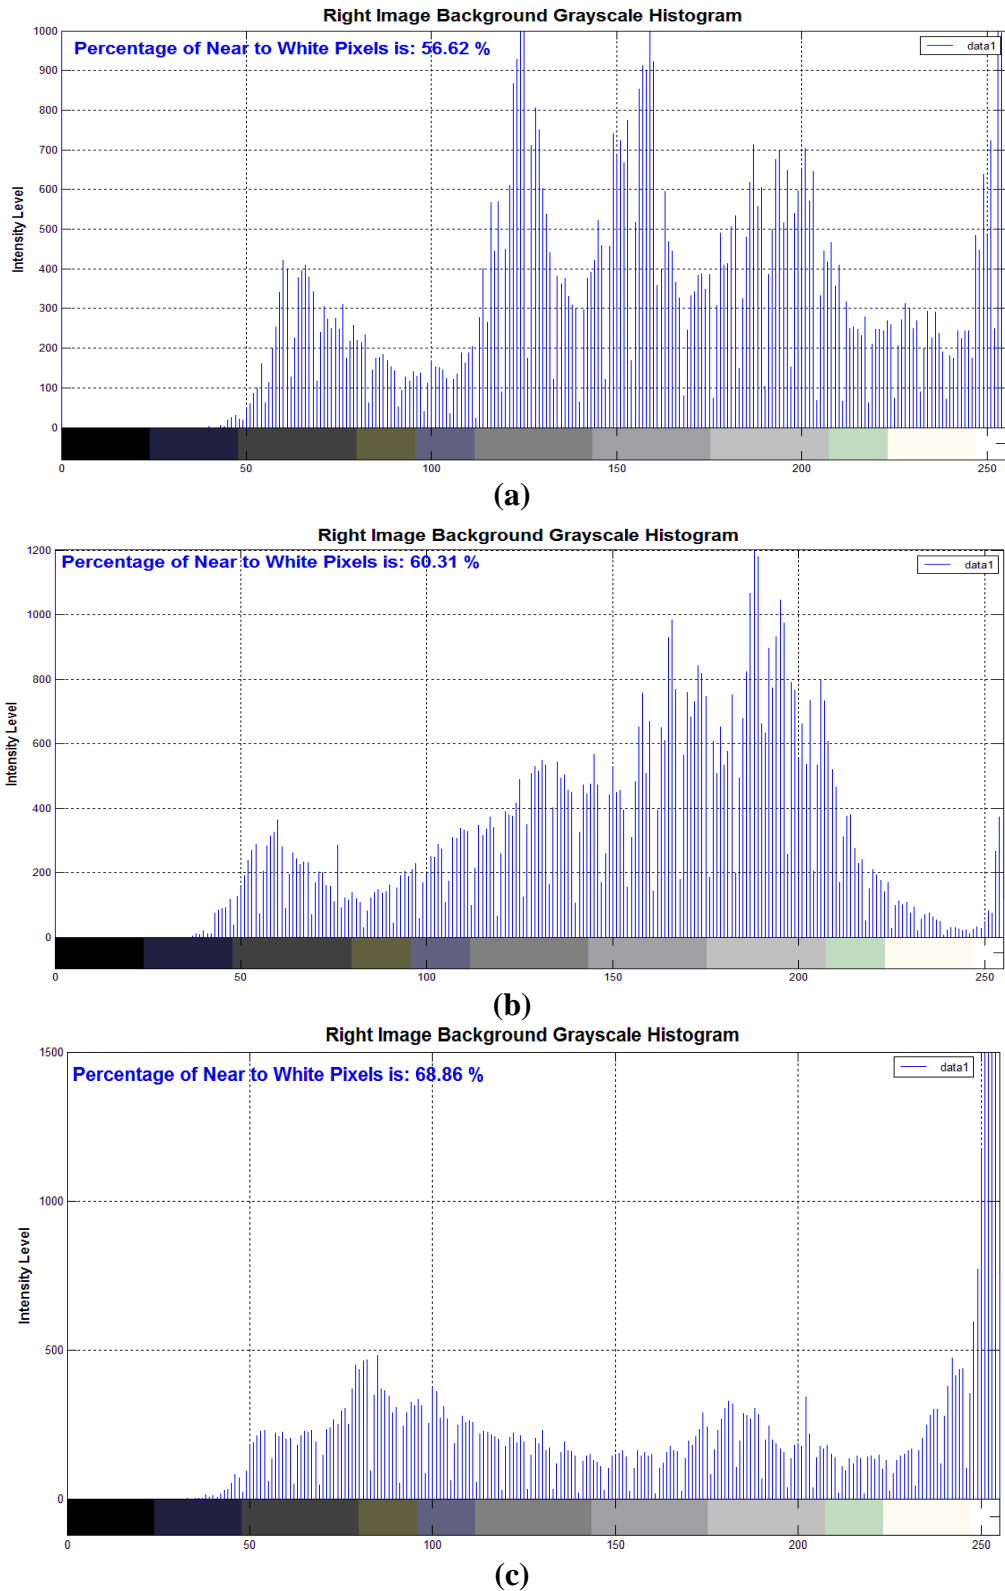 Right Image Background Grayscale Histogram
Percentage of Near to White Pixels is: 56.62 %
data1
Intensity Level
1000
900
800
700
600
500
400
300
200
100
0
0 50 100 150 200 250
(a)
Right Image Background Grayscale Histogram
Percentage of Near to White Pixels is: 60.31 %
data1
Intensity Level
1200
1000
800
600
400
200
0
0 50 100 150 200 250
(b)
Right Image Background Grayscale Histogram
Percentage of Near to White Pixels is: 68.86 %
data1
Intensity Level
1500
1000
500
0
0 50 100 150 200 250
(c)